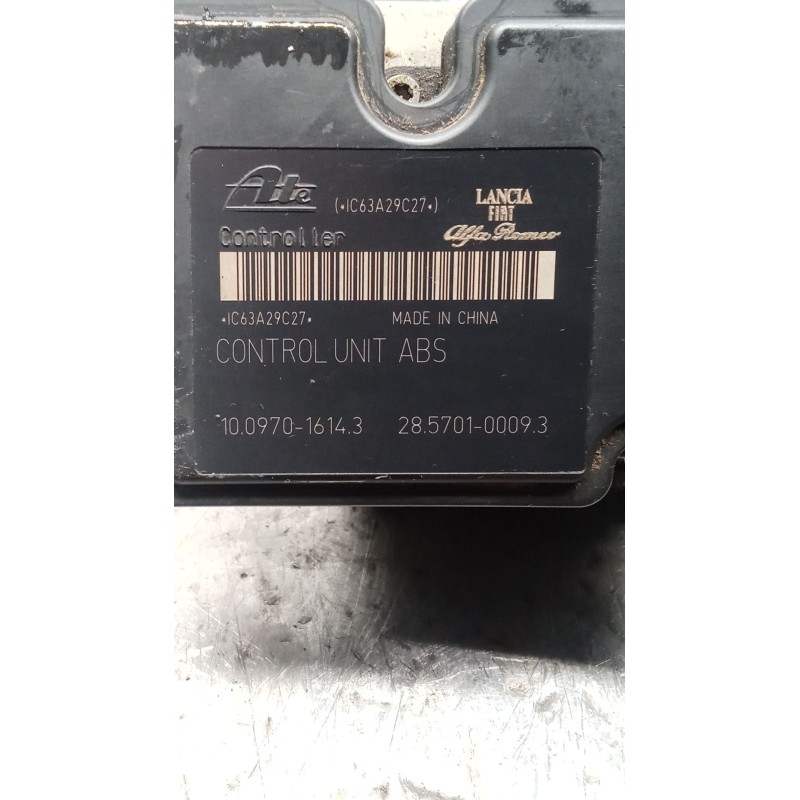 Ate (*IC63A29C27*) LANCIA
FIAT
Controller Alfa Romeo
*IC63A29C27* MADE IN CHINA
CONTROL UNIT ABS
10.0970-1614.3 28.5701-0009.3